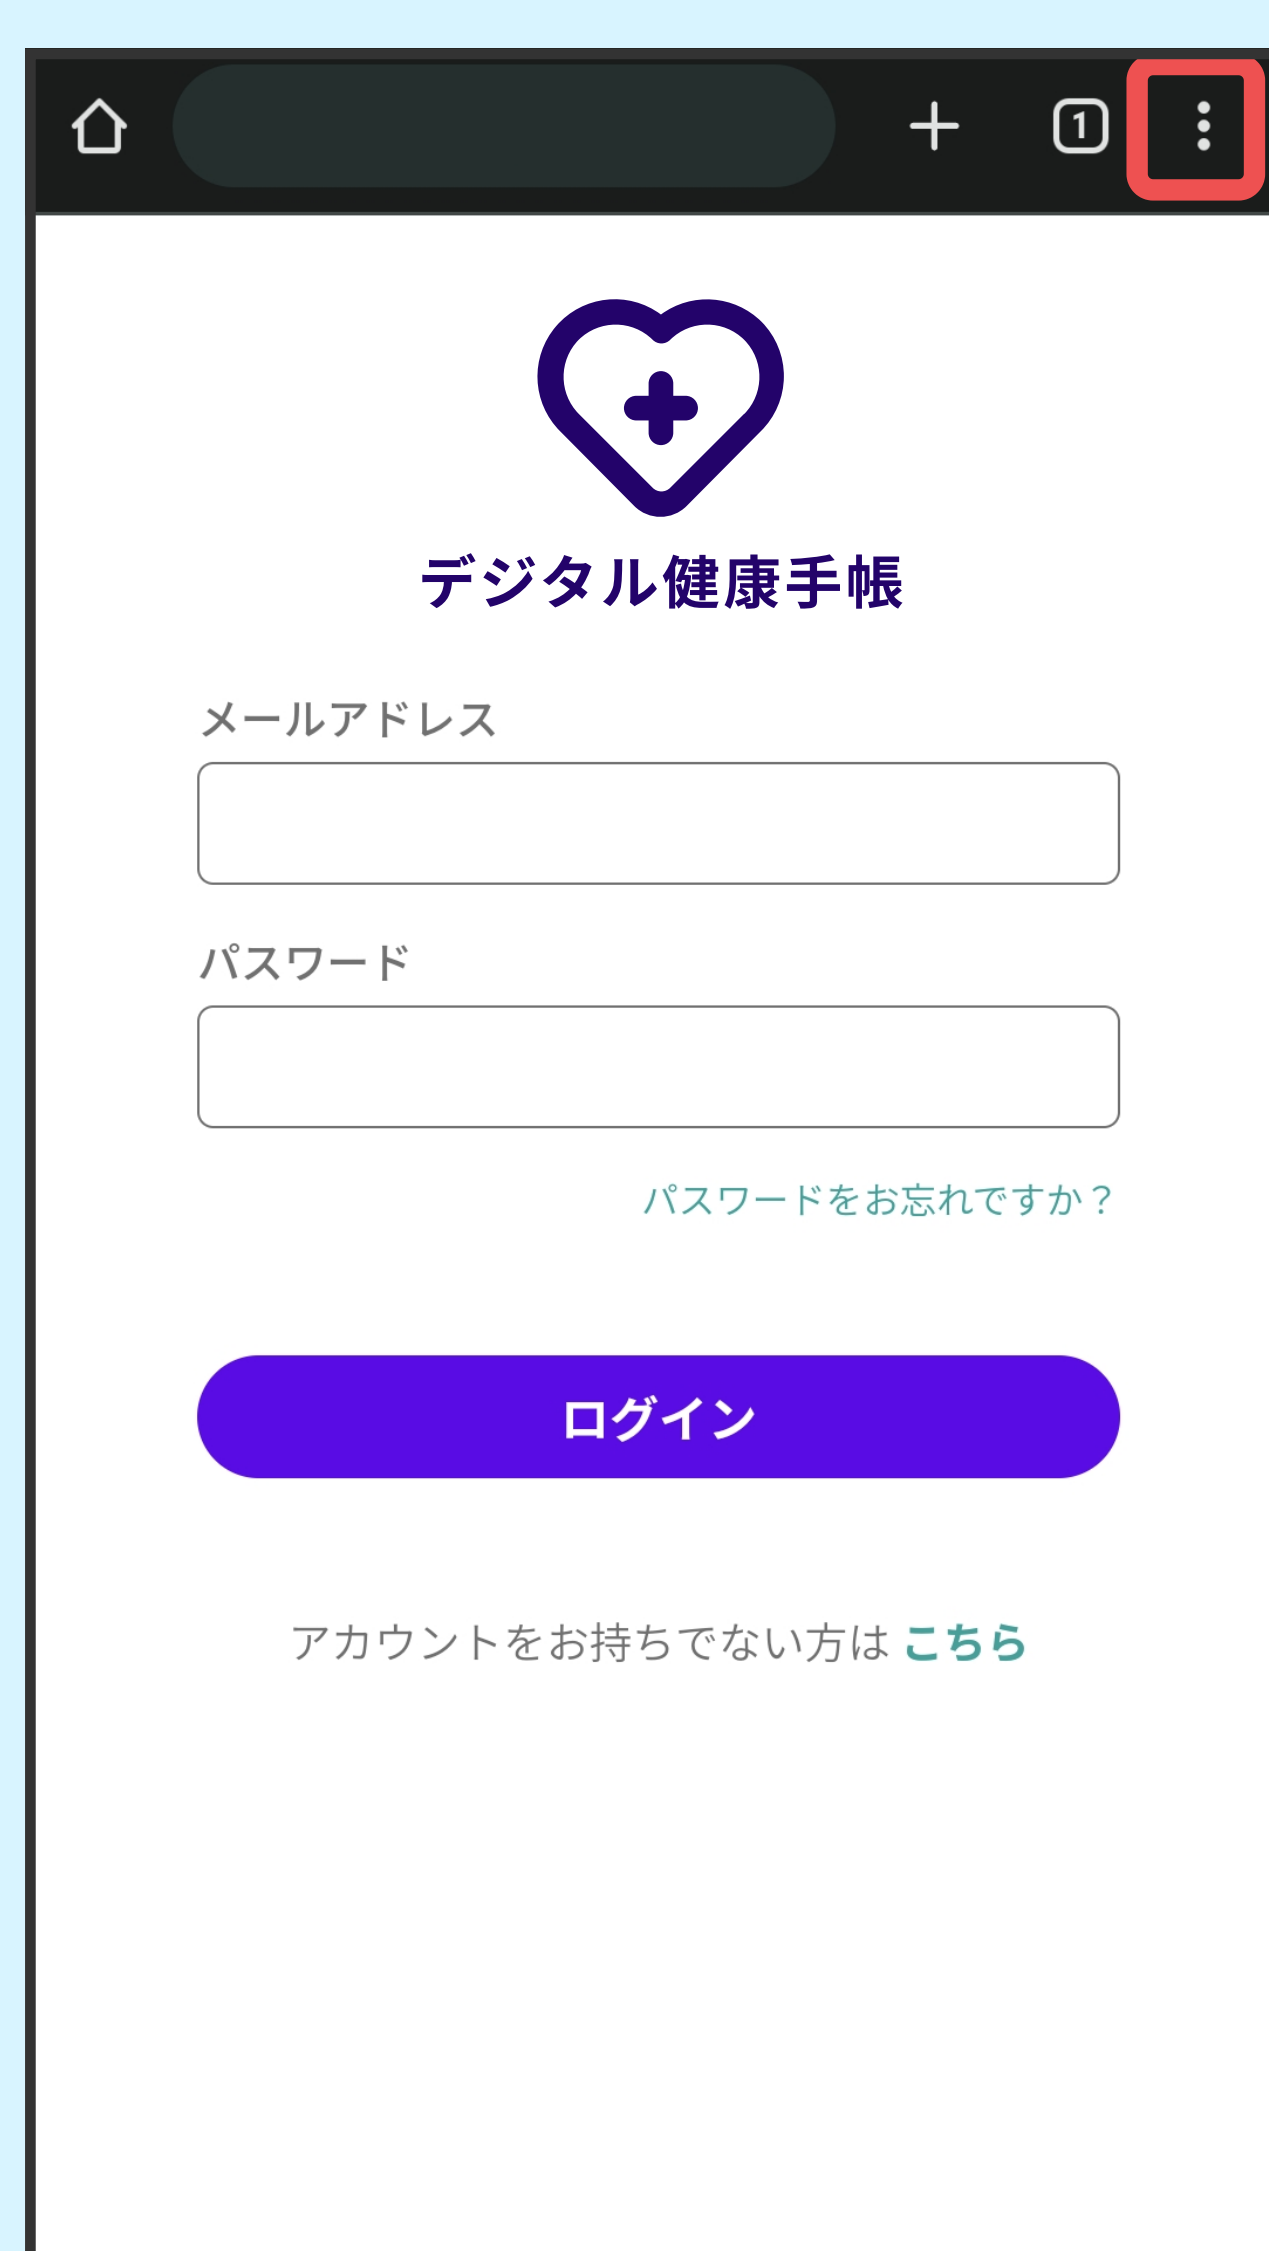 1
デジタル健康手帳
メールアドレス
パスワード
パスワードをお忘れですか？
ログイン
アカウントをお持ちでない方は こちら